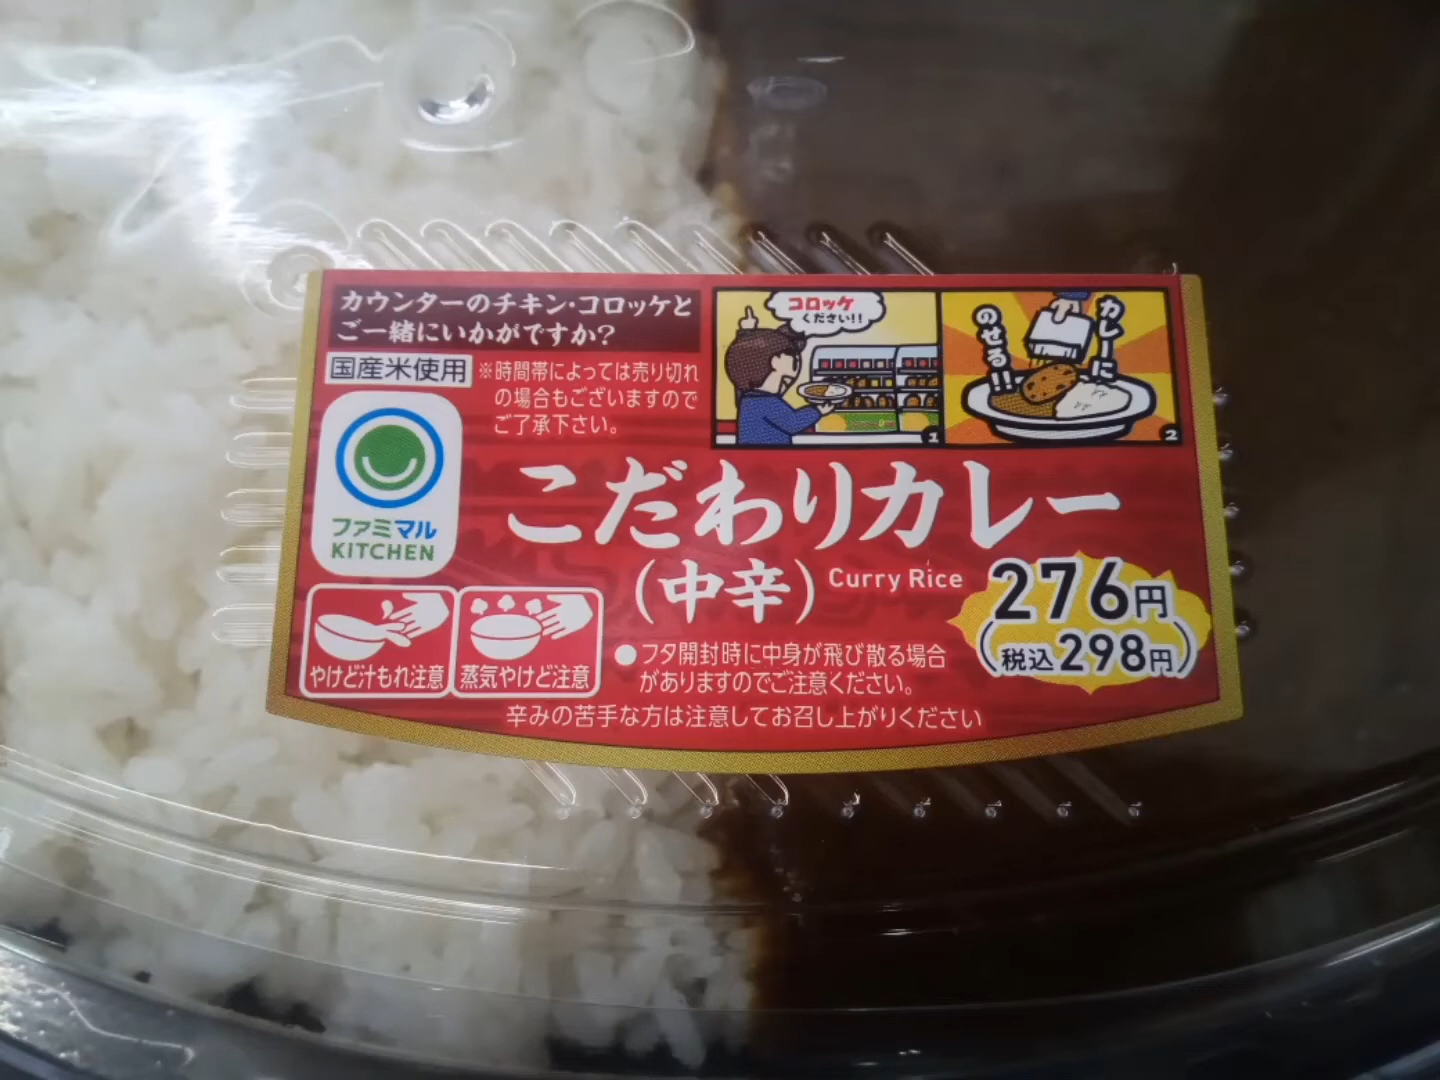 カウンターのチキン・コロッケと
ご一緒にいかがですか?
国産米使用
※時間帯によっては売り切れ
の場合もございますので
ご了承下さい。
コロッケ
ください!!
1
カレーに
のせる!!
2
ファミマル
KITCHEN
こだわりカレー
(中辛) Curry Rice
276円
(税込298円)
やけど汁もれ注意
蒸気やけど注意
●フタ開封時に中身が飛び散る場合
がありますのでご注意ください。
辛みの苦手な方は注意してお召し上がりください